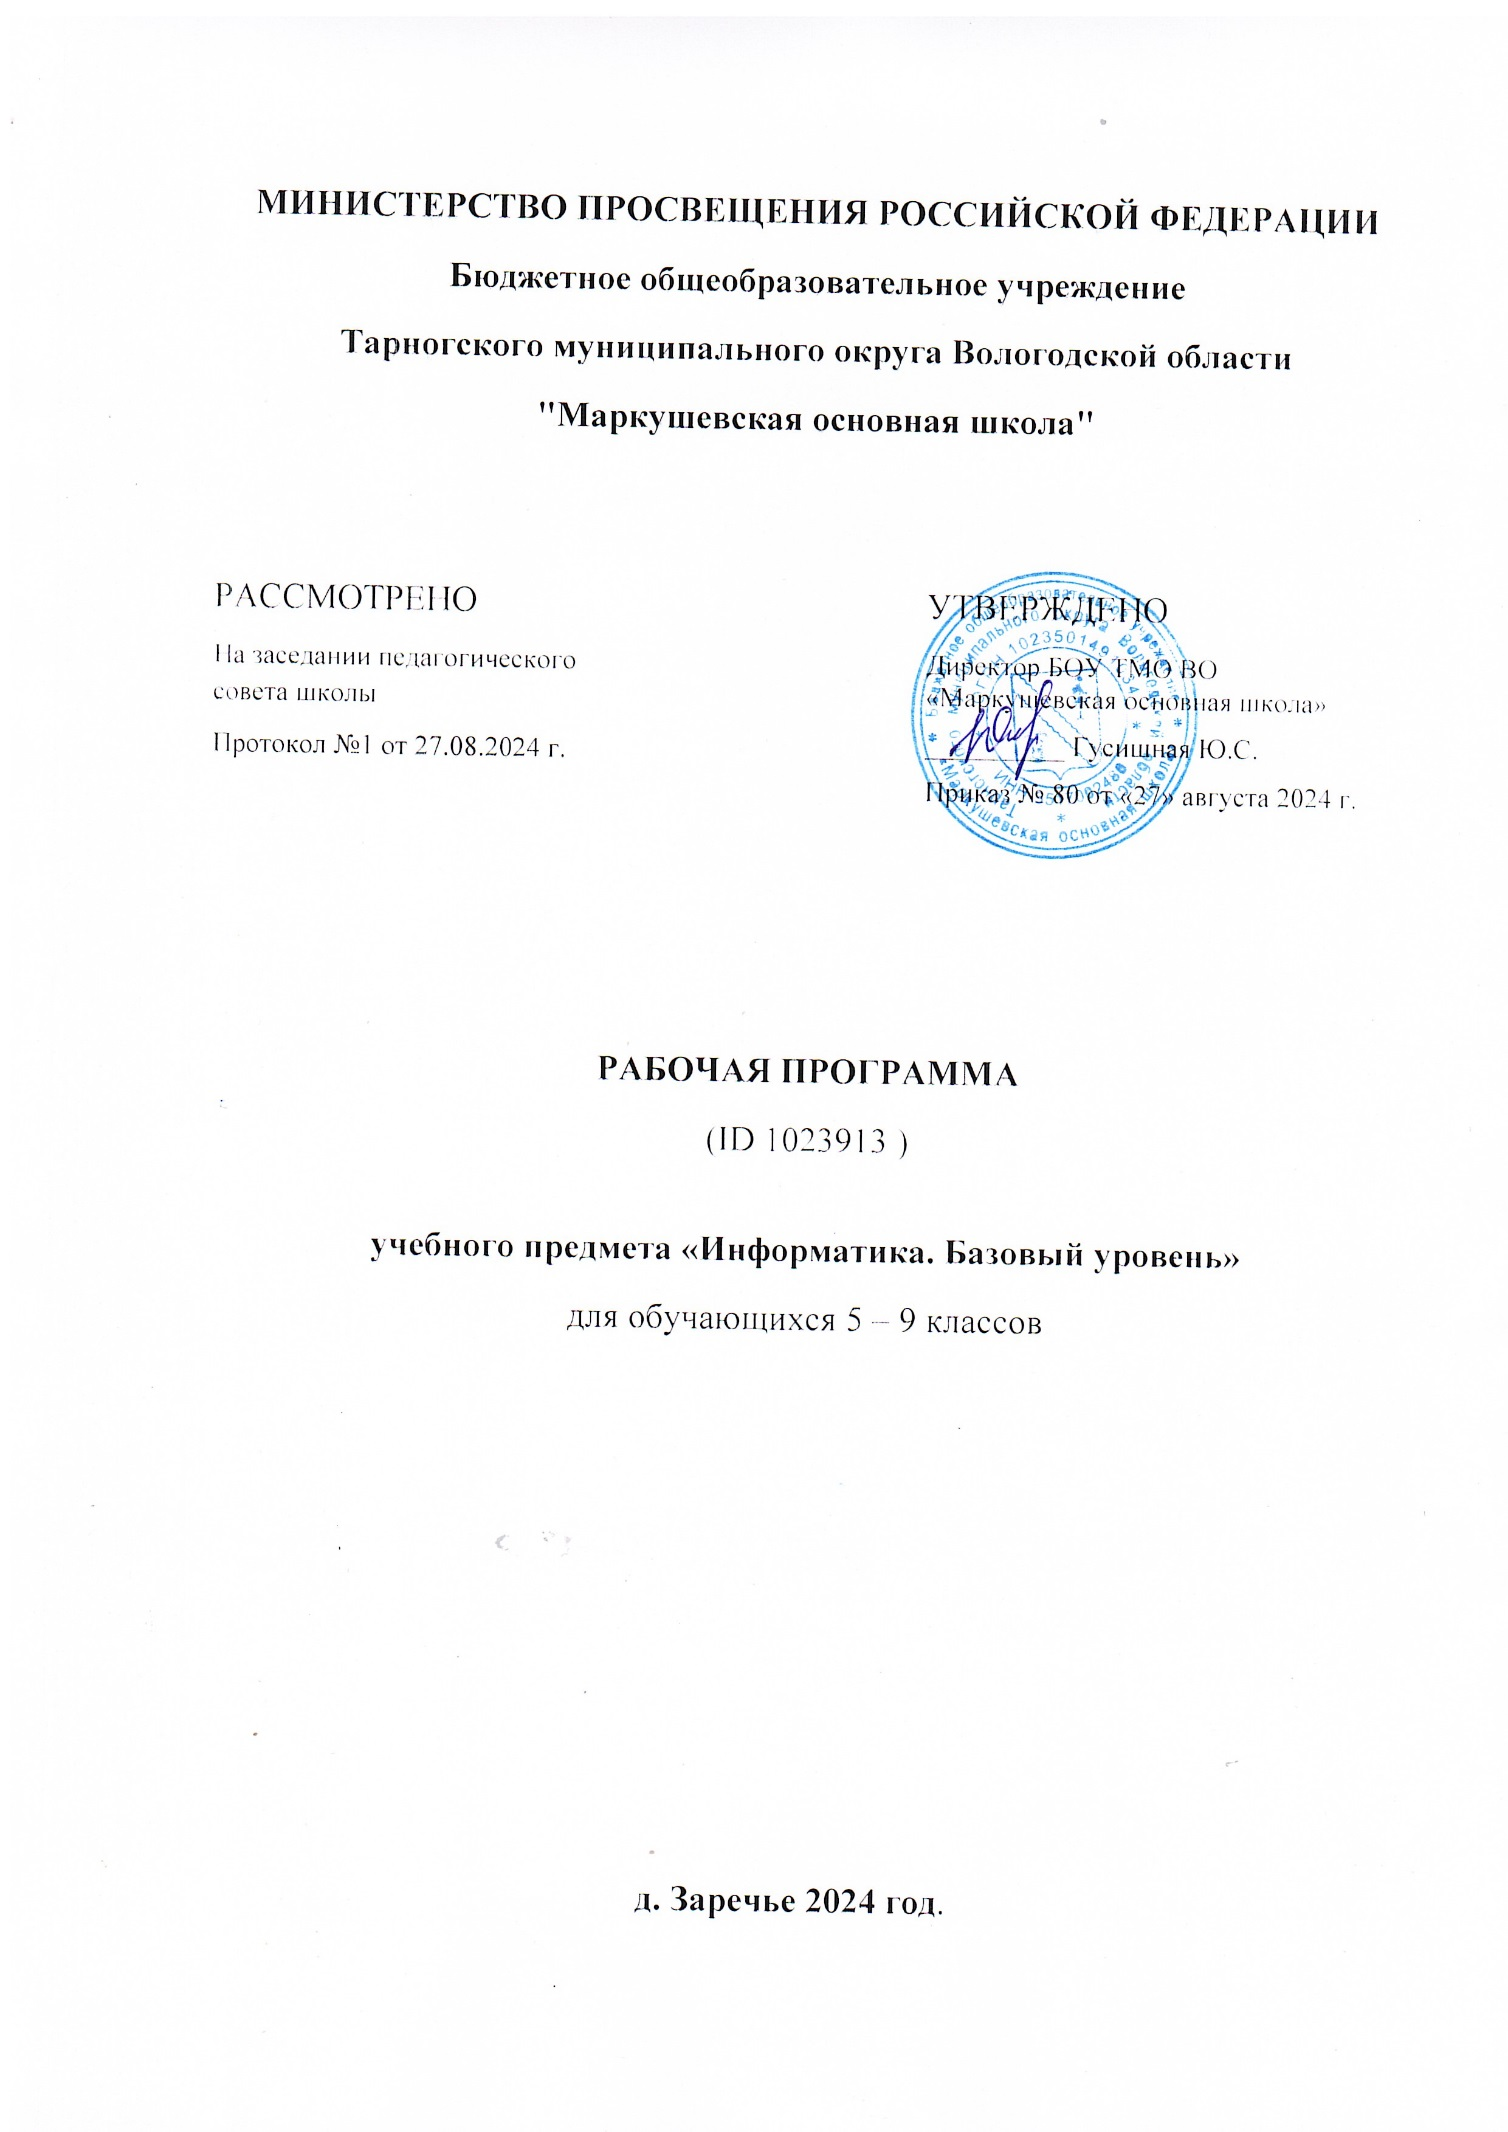 МИНИСТЕРСТВО ПРОСВЕЩЕНИЯ РОССИЙСКОЙ ФЕДЕРАЦИИ
Бюджетное общеобразовательное учреждение
Тарногского муниципального округа Вологодской области
"Маркушевская основная школа"
РАССМОТРЕНО
На заседании педагогического
совета школы
Протокол №1 от 27.08.2024 г.
УТВЕРЖДЕНО
Директор БОУ ТМО ВО
«Маркушевская основная школа»
Гусишная Ю.С.
Приказ № 80 от «27» августа 2024 г.
РАБОЧАЯ ПРОГРАММА
(ID 1023913 )
учебного предмета «Информатика. Базовый уровень»
для обучающихся 5 – 9 классов
д. Заречье 2024 год.